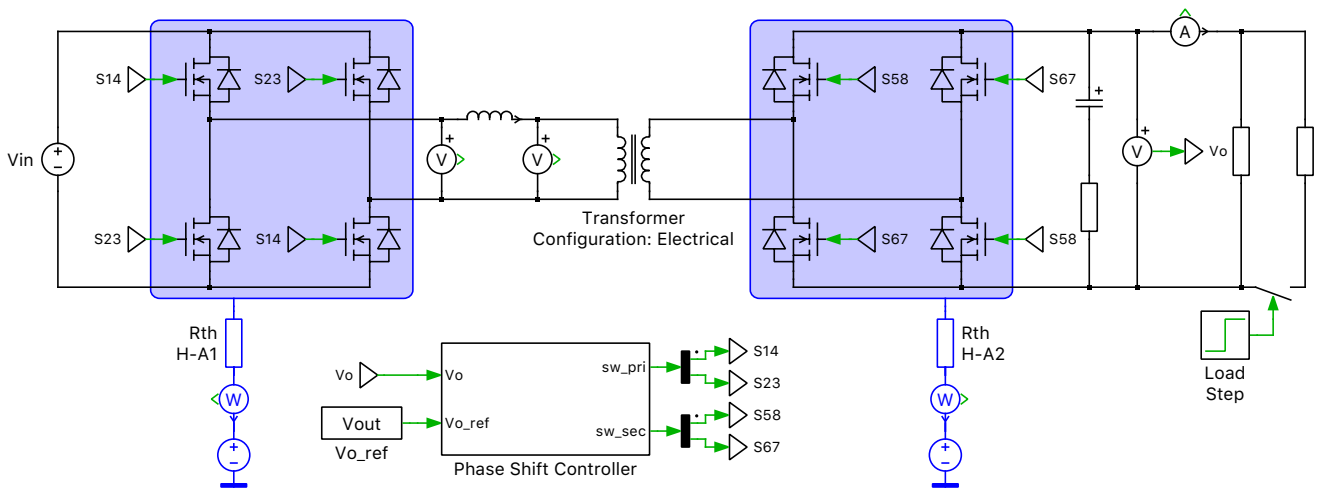 A
S14
S23
S58
S67
Vin
V
V
V
Vo
S23
S14
S67
S58
Transformer
Configuration: Electrical
Rth
H-A1
Rth
H-A2
W
W
Vo
Vo
sw_pri
S14
S23
Vout
Vo_ref
Vo_ref
sw_sec
S58
S67
Phase Shift Controller
Load
Step